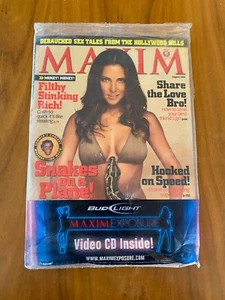 DEBAUCHED SEX TALES FROM THE HOLLYWOOD HILLS
MAXIM
MONEY! MONEY!
Filthy
Stinking
Rich!
Share the
Love
Bro!
Snakes
on a
Plane!
Hooked
on Speed!
BUD LIGHT
MAXIMEXPOSURE
Video CD Inside!
WWW.MAXIMEXPOSURE.COM